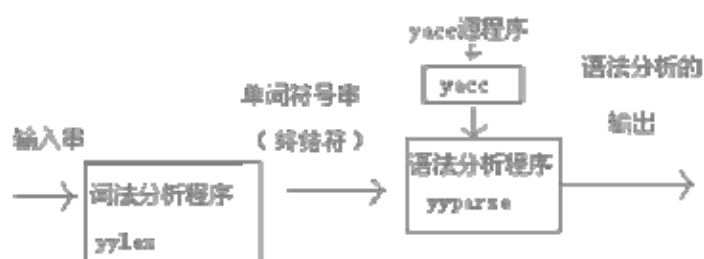 yacc源程序
yacc
语法分析的
输出
单词符号串
（终结符）
输入串
词法分析程序
yylex
语法分析程序
yyparse